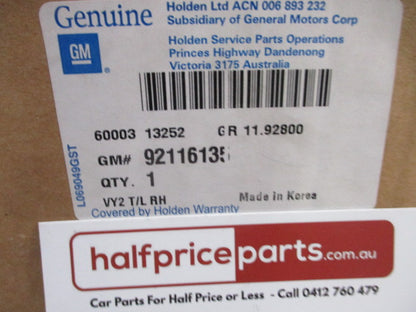 Genuine
Holden Ltd ACN 006 893 232
Subsidiary of General Motors Corp
GM
Holden Service Parts Operations
Princes Highway Dandenong
Victoria 3175 Australia
60003 13252 GR 11.92800
GM# 92116135
QTY. 1
VY2 T/L RH Made in Korea
Covered by Holden Warranty
L069049GST
halfpriceparts.com.au
Car Parts For Half Price or Less - Call 0412 760 479